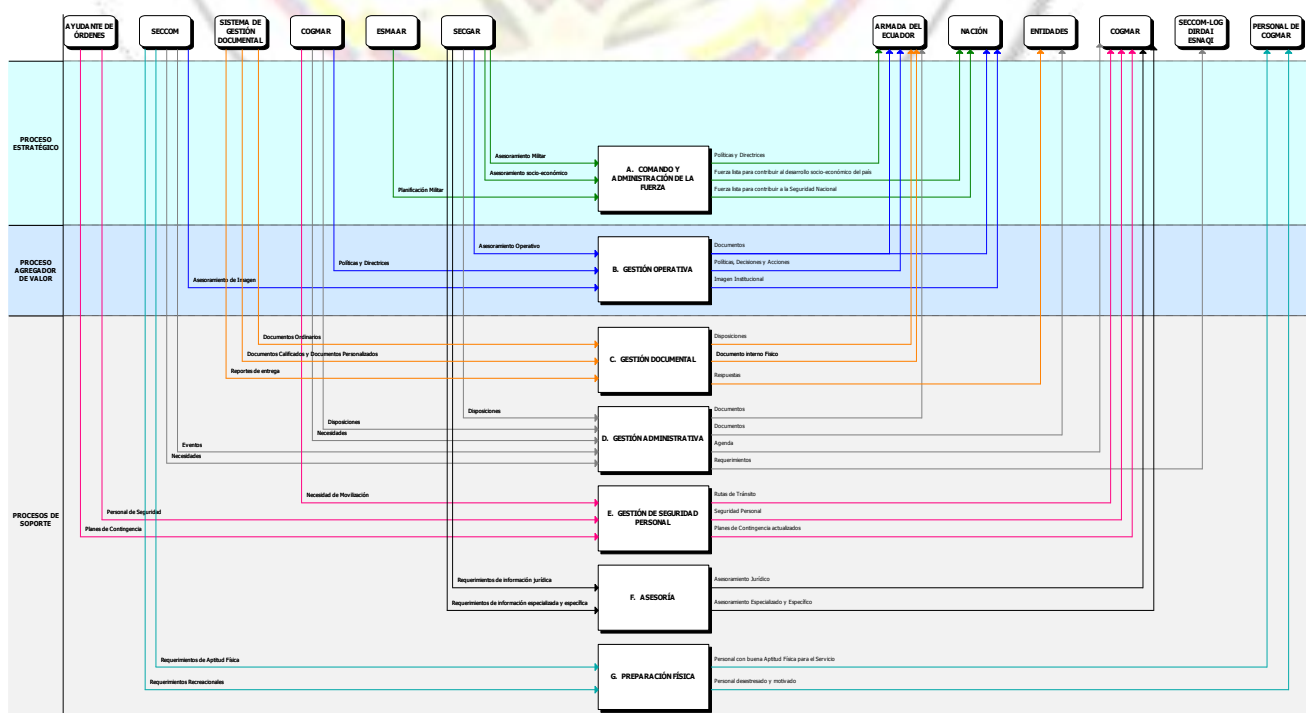 AYUDANTE DE
ÓRDENES
SECCOM
SISTEMA DE
GESTIÓN
DOCUMENTAL
COGMAR
ESMAAR
SECGAR
ARMADA DEL
ECUADOR
NACIÓN
ENTIDADES
COGMAR
SECCOM-LOG
DIRDAI
ESNAQI
PERSONAL DE
COGMAR
PROCESO
ESTRATÉGICO
Asesoramiento Militar
Asesoramiento socio-económico
Planificación Militar
A. COMANDO Y
ADMINISTRACIÓN DE LA
FUERZA
Políticas y Directrices
Fuerza lista para contribuir al desarrollo socio-económico del país
Fuerza lista para contribuir a la Seguridad Nacional
PROCESO
AGREGADOR
DE VALOR
Asesoramiento Operativo
Políticas y Directrices
Asesoramiento de Imagen
B. GESTIÓN OPERATIVA
Documentos
Políticas, Decisiones y Acciones
Imagen Institucional
PROCESOS DE
SOPORTE
Documentos Ordinarios
Documentos Calificados y Documentos Personalizados
Reportes de entrega
C. GESTIÓN DOCUMENTAL
Disposiciones
Documento interno Físico
Respuestas
Disposiciones
Disposiciones
Necesidades
Eventos
Necesidades
D. GESTIÓN ADMINISTRATIVA
Documentos
Documentos
Agenda
Requerimientos
Necesidad de Movilización
Personal de Seguridad
Planes de Contingencia
E. GESTIÓN DE SEGURIDAD
PERSONAL
Rutas de Tránsito
Seguridad Personal
Planes de Contingencia actualizados
Requerimientos de información jurídica
Requerimientos de información especializada y específica
F. ASESORÍA
Asesoramiento Jurídico
Asesoramiento Especializado y Específico
Requerimientos de Aptitud Física
Requerimientos Recreacionales
G. PREPARACIÓN FÍSICA
Personal con buena Aptitud Física para el Servicio
Personal desestresado y motivado